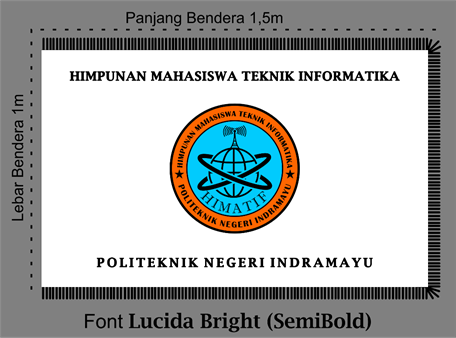 Panjang Bendera 1,5m
Lebar Bendera 1m
HIMPUNAN MAHASISWA TEKNIK INFORMATIKA
HIMPUNAN MAHASISWA TEKNIK INFORMATIKA
HIMATIF
POLITEKNIK NEGERI INDRAMAYU
POLITEKNIK NEGERI INDRAMAYU
Font Lucida Bright (SemiBold)